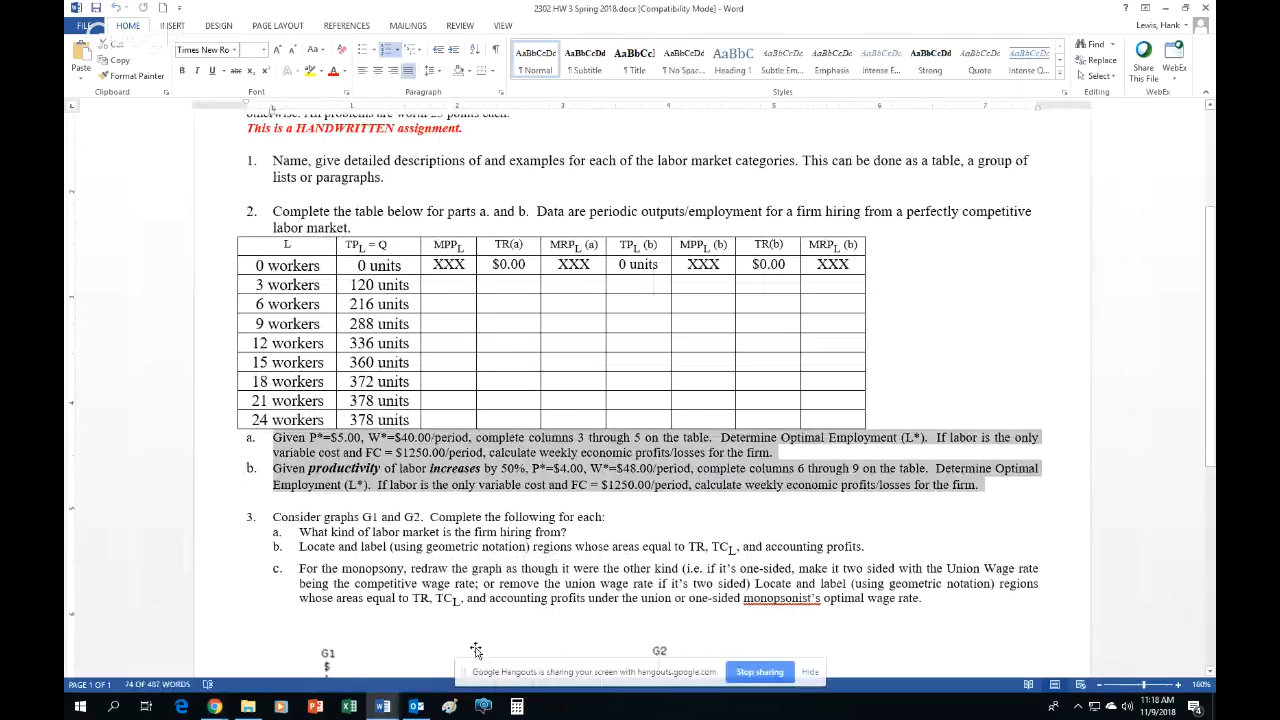 2302 HW 3 Spring 2018.docx [Compatibility Mode] - Word
Lewis, Hank
FILE HOME INSERT DESIGN PAGE LAYOUT REFERENCES MAILINGS REVIEW VIEW
Cut
Copy
Format Painter
Paste
Clipboard
Times New Ro
Font
Paragraph
AaBbCcDc AaBbCcDd AaBbCc AaBbCcDd AaBbC AaBbCcDd AaBbCcDd AaBbCcDd AaBbCcDd AaBbCcDd AaBbCcDd
¶ Normal ¶ Subtitle ¶ Title ¶ No Spac... Heading 1 Subtle Em... Emphasis Intense E... Strong Quote Intense Q...
Styles
Find
Replace
Select
Editing
Share This File
WebEx
WebEx
otherwise. All problems are worth 25 points each.
This is a HANDWRITTEN assignment.
1. Name, give detailed descriptions of and examples for each of the labor market categories. This can be done as a table, a group of
lists or paragraphs.
2. Complete the table below for parts a. and b. Data are periodic outputs/employment for a firm hiring from a perfectly competitive
labor market.
L TPL = Q MPPL TR(a) MRPL (a) TPL (b) MPPL (b) TR(b) MRPL (b)
0 workers 0 units XXX $0.00 XXX 0 units XXX $0.00 XXX
3 workers 120 units
6 workers 216 units
9 workers 288 units
12 workers 336 units
15 workers 360 units
18 workers 372 units
21 workers 378 units
24 workers 378 units
a. Given P*=$5.00, W*=$40.00/period, complete columns 3 through 5 on the table. Determine Optimal Employment (L*). If labor is the only
variable cost and FC = $1250.00/period, calculate weekly economic profits/losses for the firm.
b. Given productivity of labor increases by 50%, P*=$4.00, W*=$48.00/period, complete columns 6 through 9 on the table. Determine Optimal
Employment (L*). If labor is the only variable cost and FC = $1250.00/period, calculate weekly economic profits/losses for the firm.
3. Consider graphs G1 and G2. Complete the following for each:
a. What kind of labor market is the firm hiring from?
b. Locate and label (using geometric notation) regions whose areas equal to TR, TCL, and accounting profits.
c. For the monopsony, redraw the graph as though it were the other kind (i.e. if it's one-sided, make it two sided with the Union Wage rate
being the competitive wage rate; or remove the union wage rate if it's two sided) Locate and label (using geometric notation) regions
whose areas equal to TR, TCL, and accounting profits under the union or one-sided monopsonist's optimal wage rate.
G1 G2
$
Google Hangouts is sharing your screen with hangouts.google.com. Stop sharing Hide
PAGE 1 OF 1 74 OF 487 WORDS 160%
11:18 AM
11/9/2018